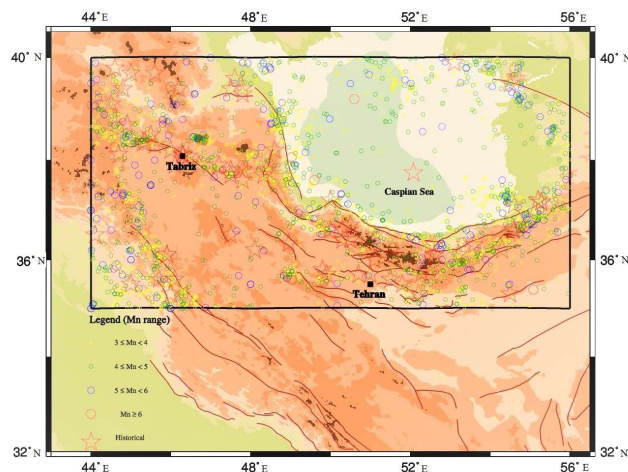 44°E 48°E 52°E 56°E
40°N 40°N
Tabriz
Caspian Sea
36°N 36°N
Tehran
Legend (Mn range)
3 ≤ Mn < 4
4 ≤ Mn < 5
5 ≤ Mn < 6
Mn ≥ 6
Historical
32°N 32°N
44°E 48°E 52°E 56°E